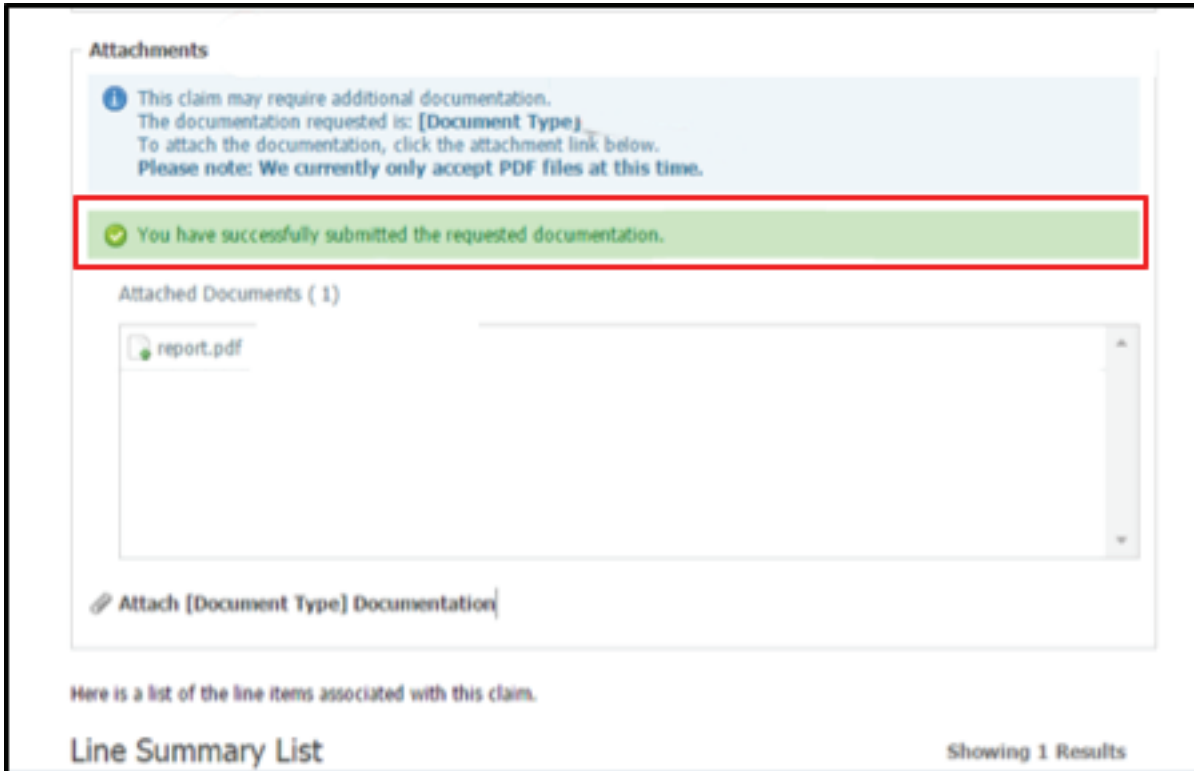 Attachments
This claim may require additional documentation.
The documentation requested is: [Document Type]
To attach the documentation, click the attachment link below.
Please note: We currently only accept PDF files at this time.
You have successfully submitted the requested documentation.
Attached Documents ( 1)
report.pdf
Attach [Document Type] Documentation
Here is a list of the line items associated with this claim.
Line Summary List
Showing 1 Results